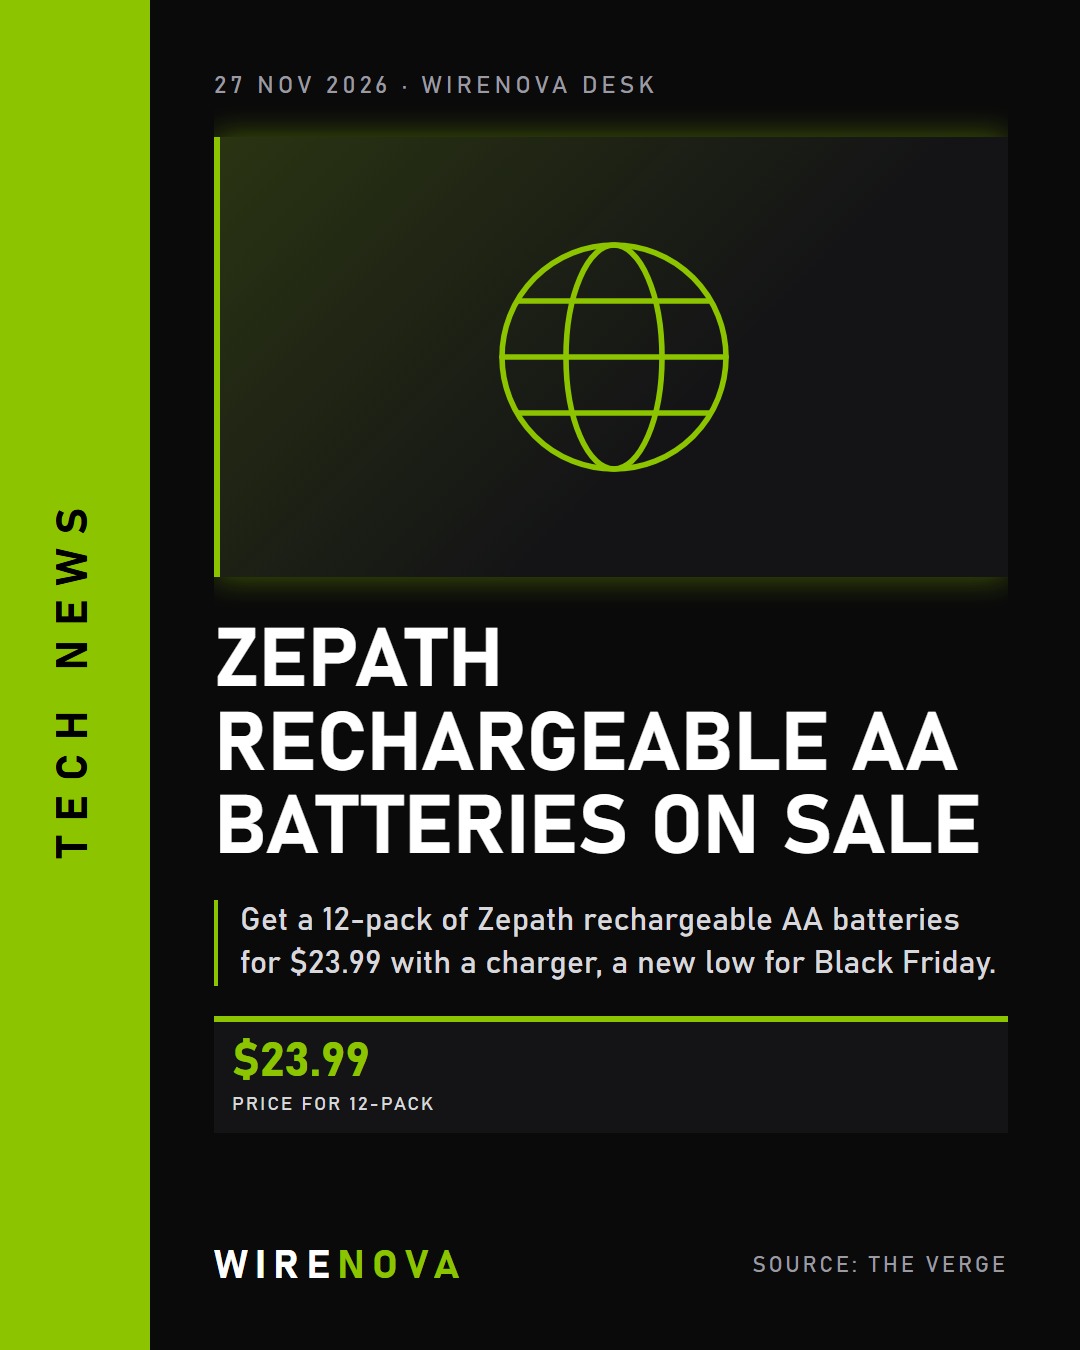 TECH NEWS
27 NOV 2026 · WIRENOVA DESK
ZEPATH
RECHARGEABLE AA
BATTERIES ON SALE
Get a 12-pack of Zepath rechargeable AA batteries
for $23.99 with a charger, a new low for Black Friday.
$23.99
PRICE FOR 12-PACK
WIRENOVA
SOURCE: THE VERGE